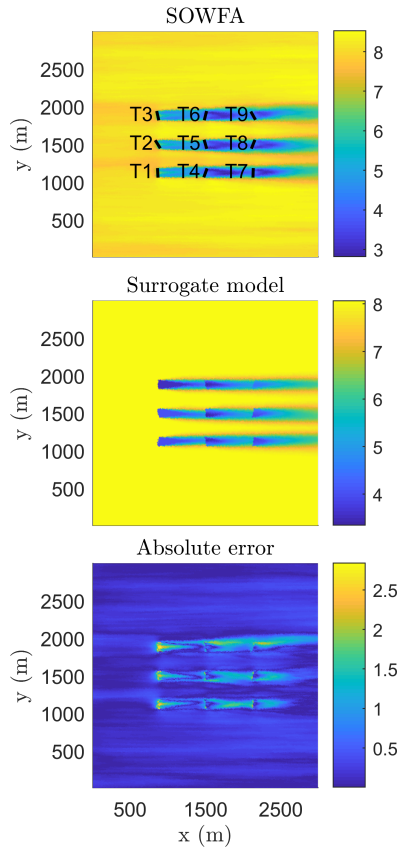 SOWFA
2500
2000
1500
1000
500
y (m)
T3 T6 T9
T2 T5 T8
T1 T4 T7
8
7
6
5
4
3
Surrogate model
2500
2000
1500
1000
500
y (m)
8
7
6
5
4
Absolute error
2500
2000
1500
1000
500
y (m)
2.5
2
1.5
1
0.5
500 1500 2500
x (m)